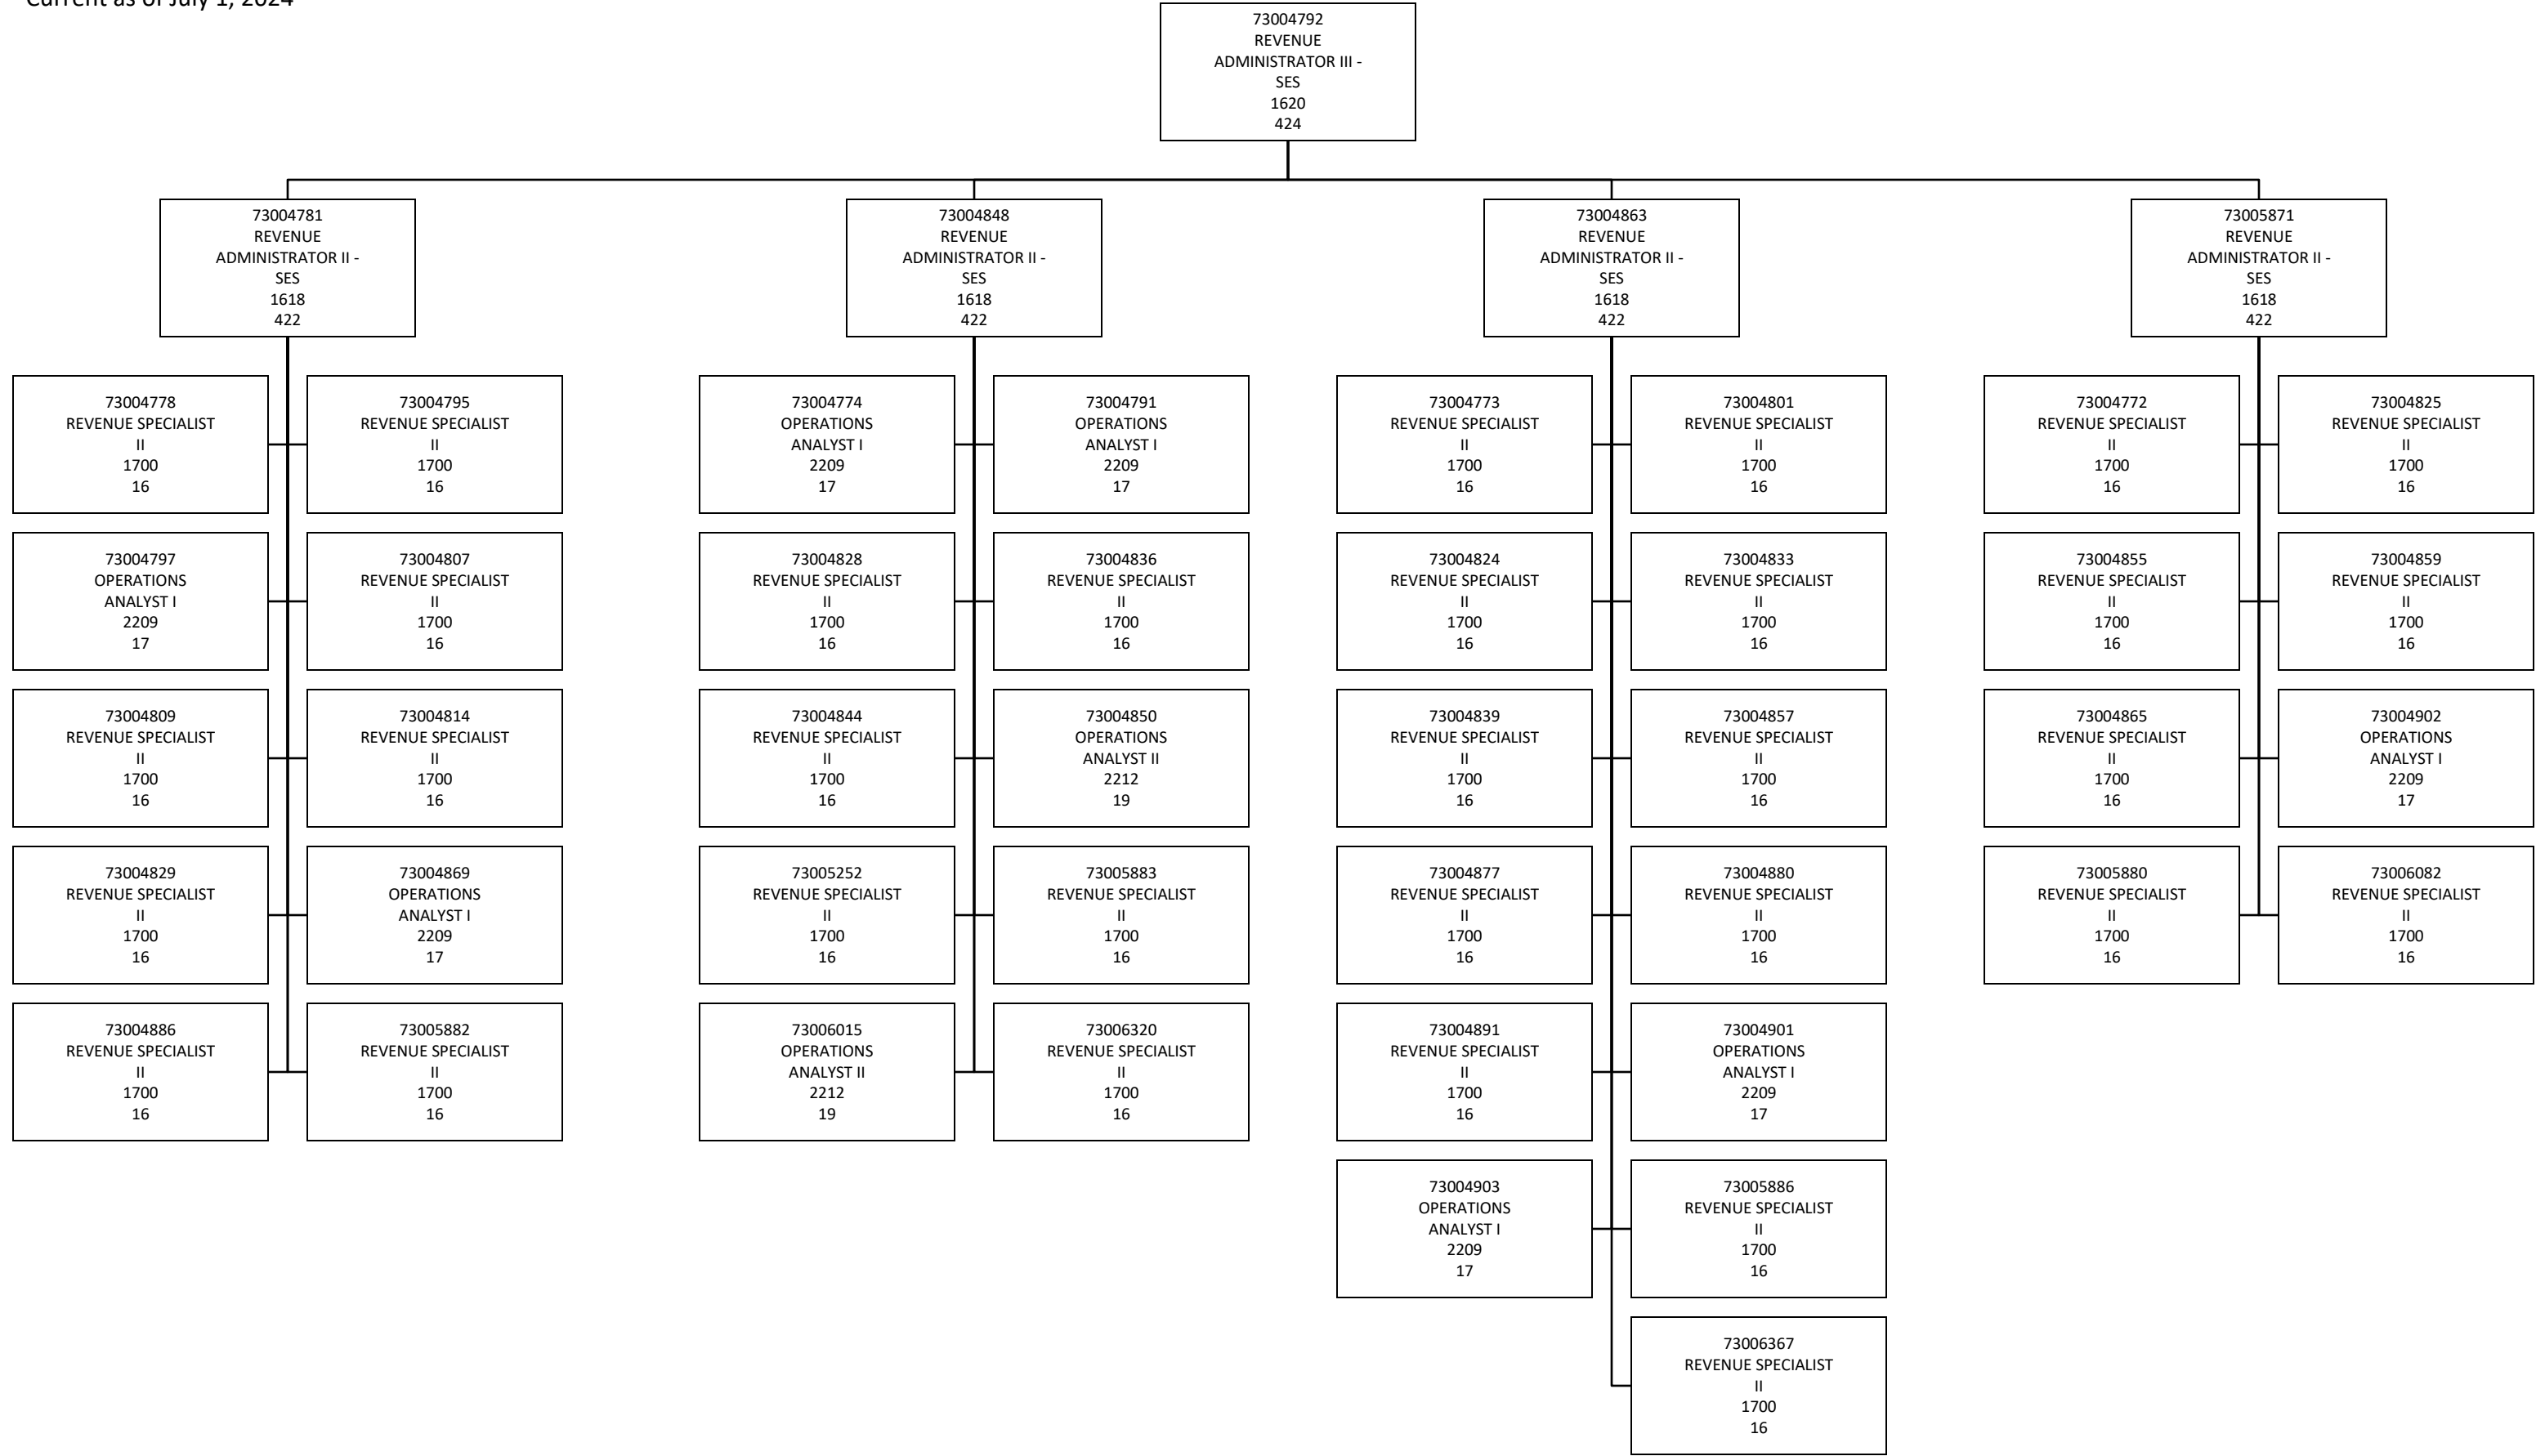 Current as of July 1, 2024
73004792
REVENUE
ADMINISTRATOR III -
SES
1620
424
73004781
REVENUE
ADMINISTRATOR II -
SES
1618
422
73004848
REVENUE
ADMINISTRATOR II -
SES
1618
422
73004863
REVENUE
ADMINISTRATOR II -
SES
1618
422
73005871
REVENUE
ADMINISTRATOR II -
SES
1618
422
73004778
REVENUE SPECIALIST
II
1700
16
73004795
REVENUE SPECIALIST
II
1700
16
73004797
OPERATIONS
ANALYST I
2209
17
73004807
REVENUE SPECIALIST
II
1700
16
73004809
REVENUE SPECIALIST
II
1700
16
73004814
REVENUE SPECIALIST
II
1700
16
73004829
REVENUE SPECIALIST
II
1700
16
73004869
OPERATIONS
ANALYST I
2209
17
73004886
REVENUE SPECIALIST
II
1700
16
73005882
REVENUE SPECIALIST
II
1700
16
73004774
OPERATIONS
ANALYST I
2209
17
73004791
OPERATIONS
ANALYST I
2209
17
73004828
REVENUE SPECIALIST
II
1700
16
73004836
REVENUE SPECIALIST
II
1700
16
73004844
REVENUE SPECIALIST
II
1700
16
73004850
OPERATIONS
ANALYST II
2212
19
73005252
REVENUE SPECIALIST
II
1700
16
73005883
REVENUE SPECIALIST
II
1700
16
73006015
OPERATIONS
ANALYST II
2212
19
73006320
REVENUE SPECIALIST
II
1700
16
73004773
REVENUE SPECIALIST
II
1700
16
73004801
REVENUE SPECIALIST
II
1700
16
73004824
REVENUE SPECIALIST
II
1700
16
73004833
REVENUE SPECIALIST
II
1700
16
73004839
REVENUE SPECIALIST
II
1700
16
73004857
REVENUE SPECIALIST
II
1700
16
73004877
REVENUE SPECIALIST
II
1700
16
73004880
REVENUE SPECIALIST
II
1700
16
73004891
REVENUE SPECIALIST
II
1700
16
73004901
OPERATIONS
ANALYST I
2209
17
73004903
OPERATIONS
ANALYST I
2209
17
73005886
REVENUE SPECIALIST
II
1700
16
73006367
REVENUE SPECIALIST
II
1700
16
73004772
REVENUE SPECIALIST
II
1700
16
73004825
REVENUE SPECIALIST
II
1700
16
73004855
REVENUE SPECIALIST
II
1700
16
73004859
REVENUE SPECIALIST
II
1700
16
73004865
REVENUE SPECIALIST
II
1700
16
73004902
OPERATIONS
ANALYST I
2209
17
73005880
REVENUE SPECIALIST
II
1700
16
73006082
REVENUE SPECIALIST
II
1700
16